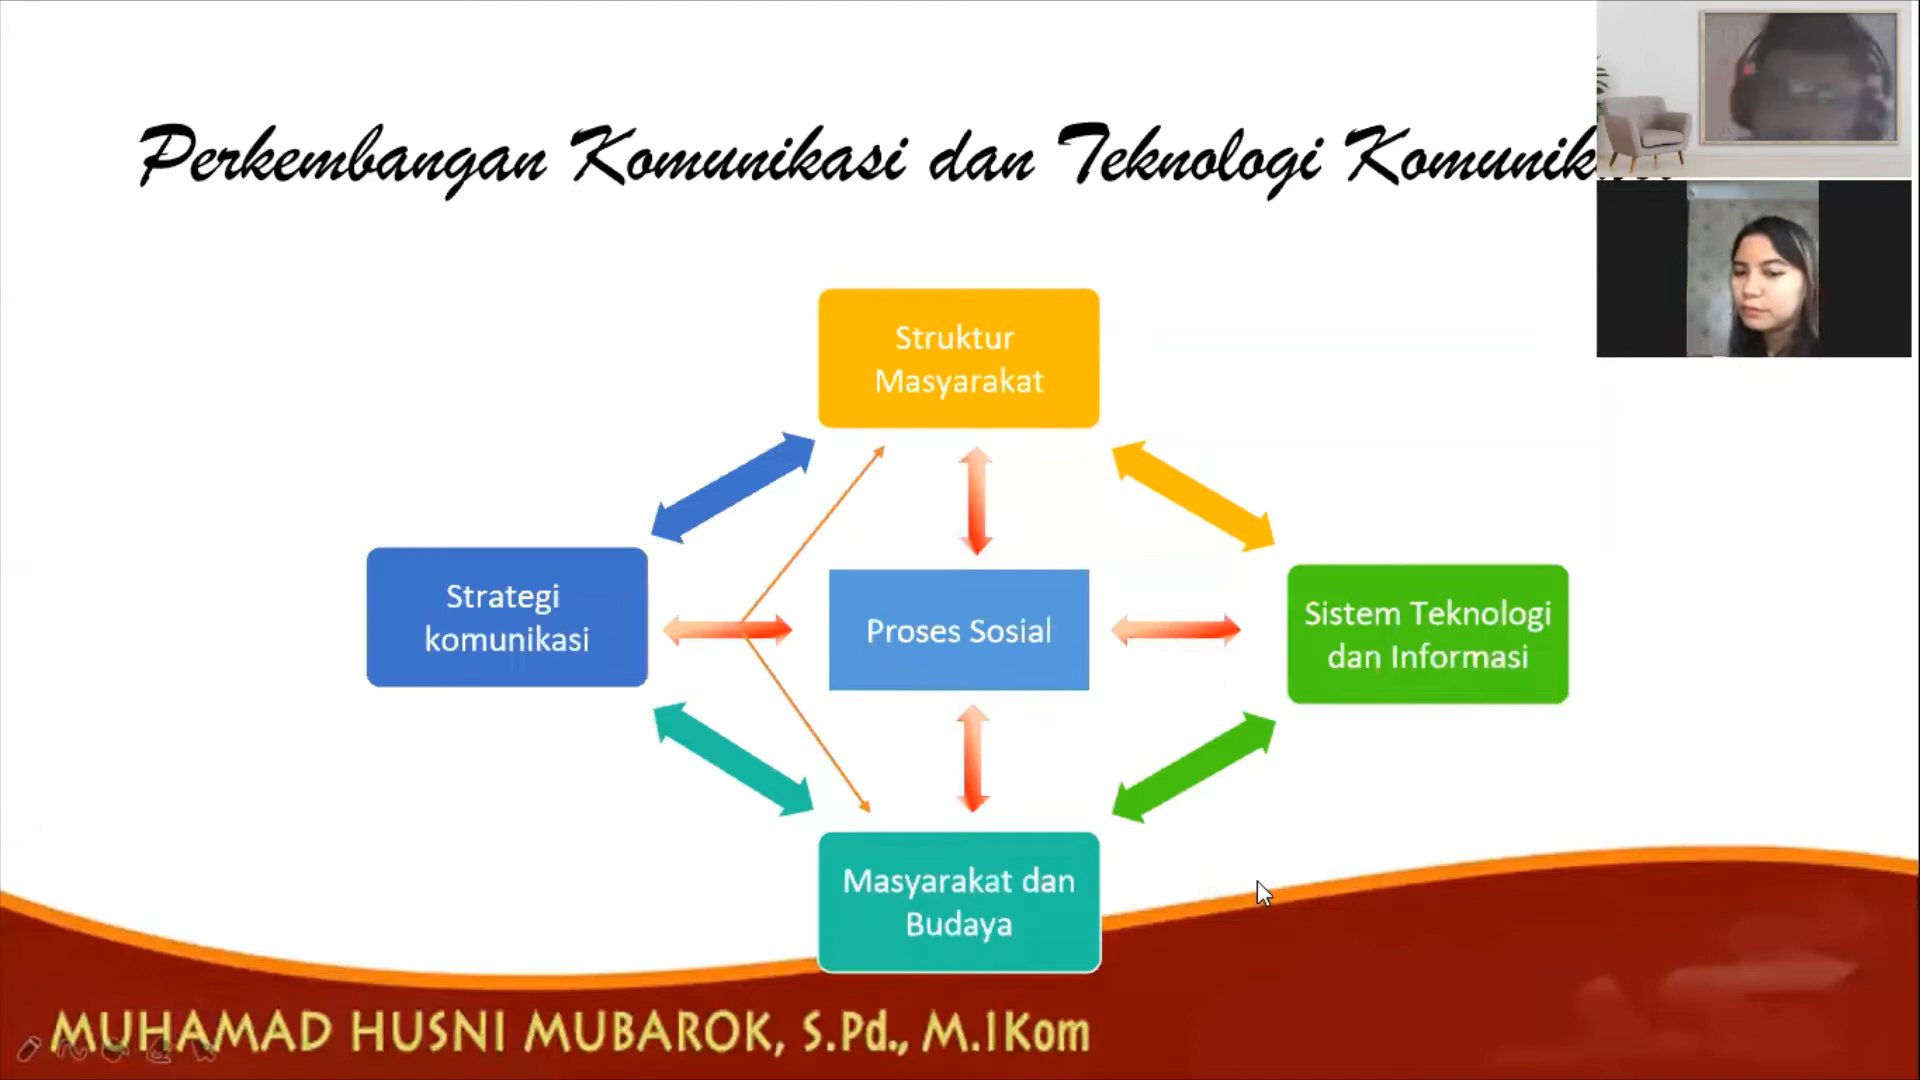 Perkembangan Komunikasi dan Teknologi
Struktur
Masyarakat
Strategi
komunikasi
Proses Sosial
Sistem Teknologi
dan Informasi
Masyarakat dan
Budaya
MUHAMAD HUSNI MUBAROK, S.Pd., M.IKom